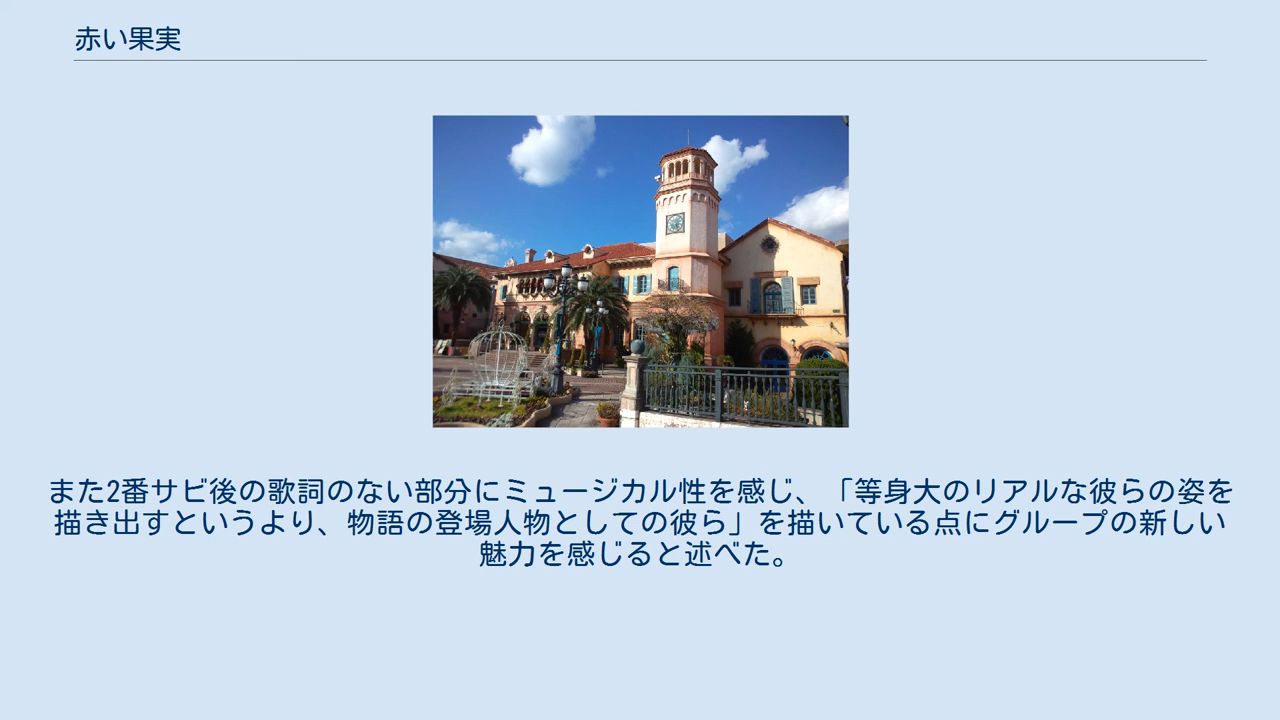 赤い果実
また2番サビ後の歌詞のない部分にミュージカル性を感じ、「等身大のリアルな彼らの姿を
描き出すというより、物語の登場人物としての彼ら」を描いている点にグループの新しい
魅力を感じると述べた。